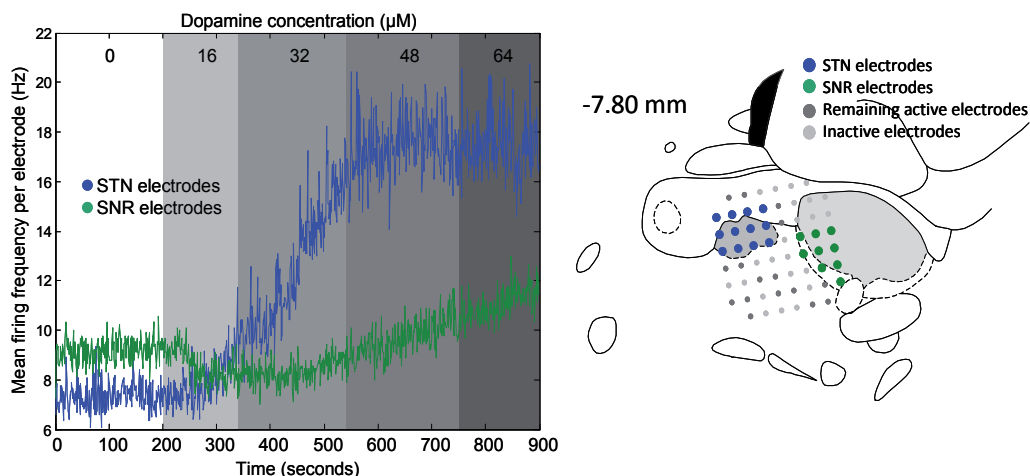 Dopamine concentration (µM)
0 16 32 48 64
22
20
18
16
14
12
10
8
6
Mean firing frequency per electrode (Hz)
STN electrodes
SNR electrodes
0 100 200 300 400 500 600 700 800 900
Time (seconds)
-7.80 mm
STN electrodes
SNR electrodes
Remaining active electrodes
Inactive electrodes